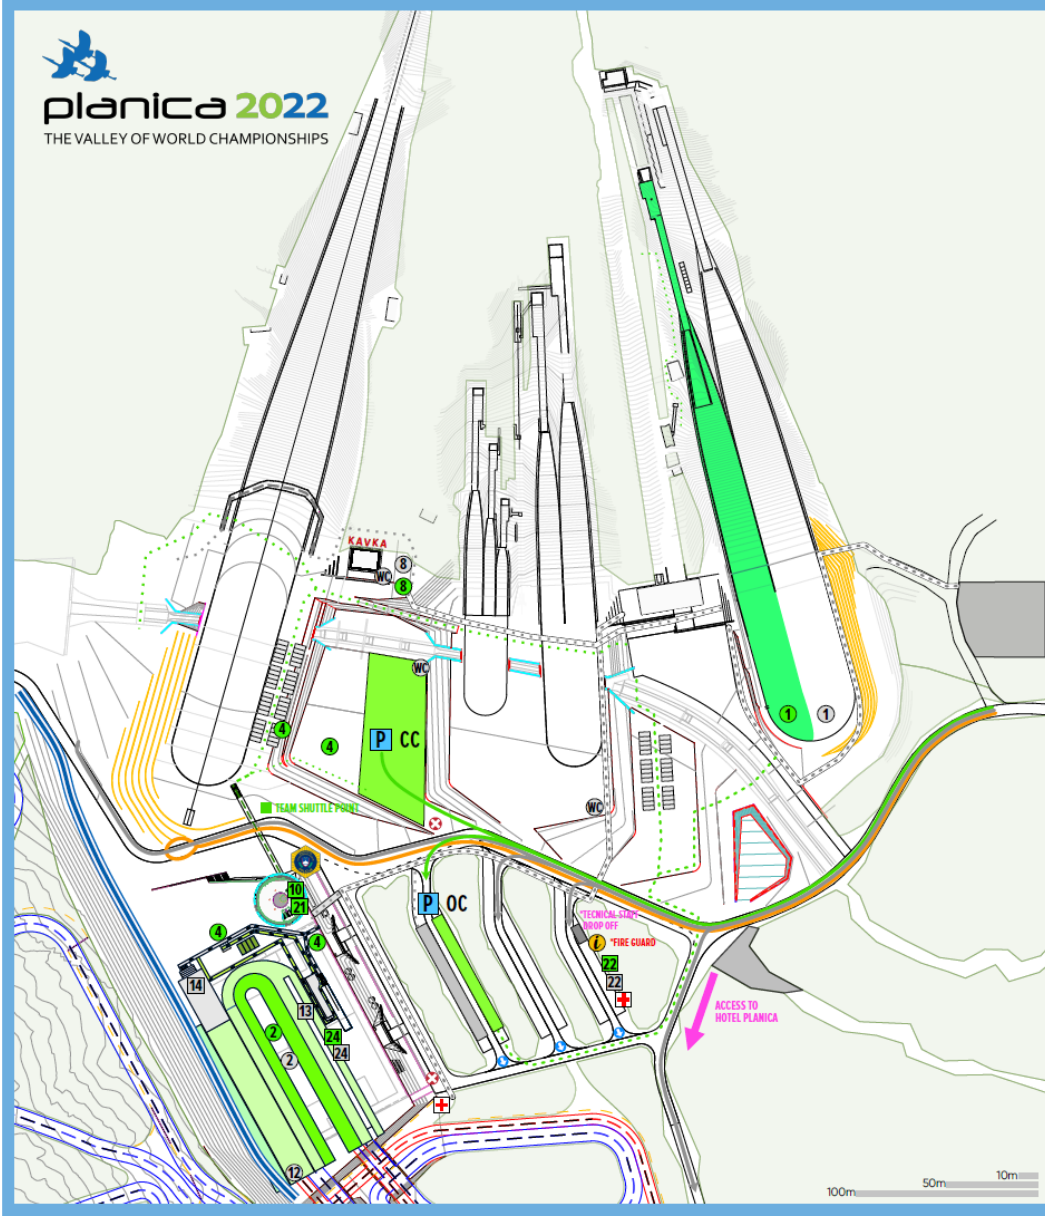 planica 2022
THE VALLEY OF WORLD CHAMPIONSHIPS
KAVKA
8
WC
8
WC
1
1
4
4
P CC
WC
TEAM SHUTTLE POINT
10
21
P OC
*TECNICAL STAFF
DROP OFF
i *FIRE GUARD
4
4
22
22
14
13
ACCESS TO
HOTEL PLANICA
2
24
2
24
12
10m
50m
100m